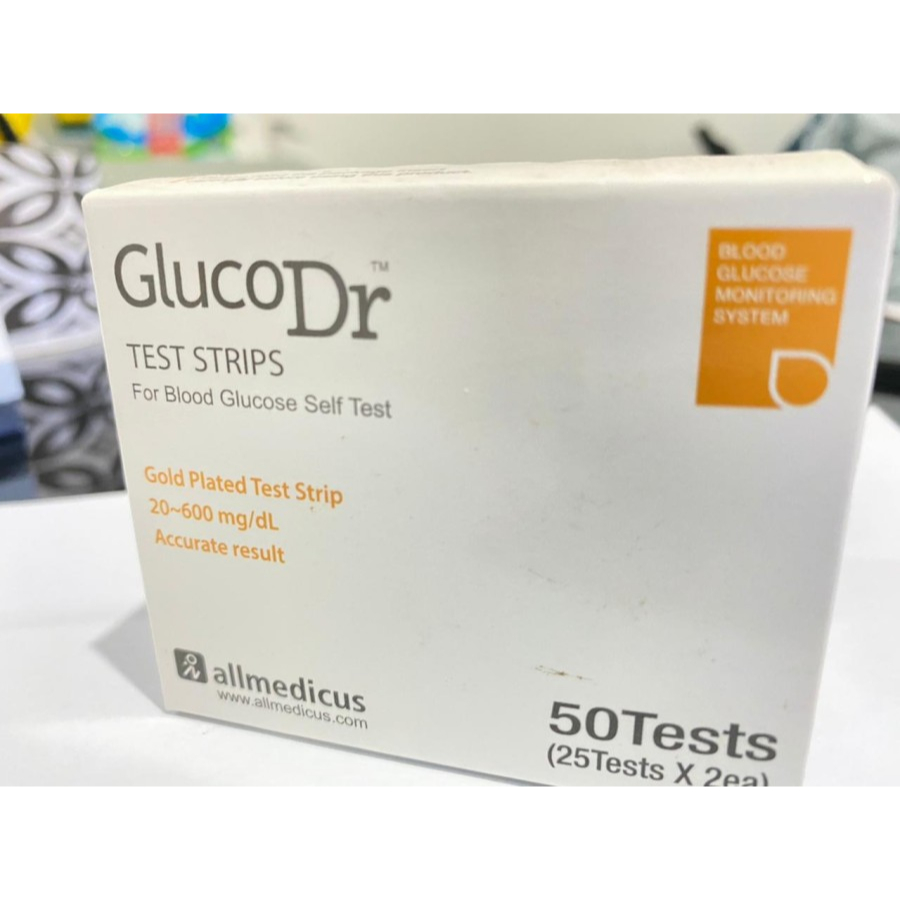 GlucoDr™
TEST STRIPS
For Blood Glucose Self Test
BLOOD
GLUCOSE
MONITORING
SYSTEM
Gold Plated Test Strip
20~600 mg/dL
Accurate result
allmedicus
www.allmedicus.com
50Tests
(25Tests X 2ea)